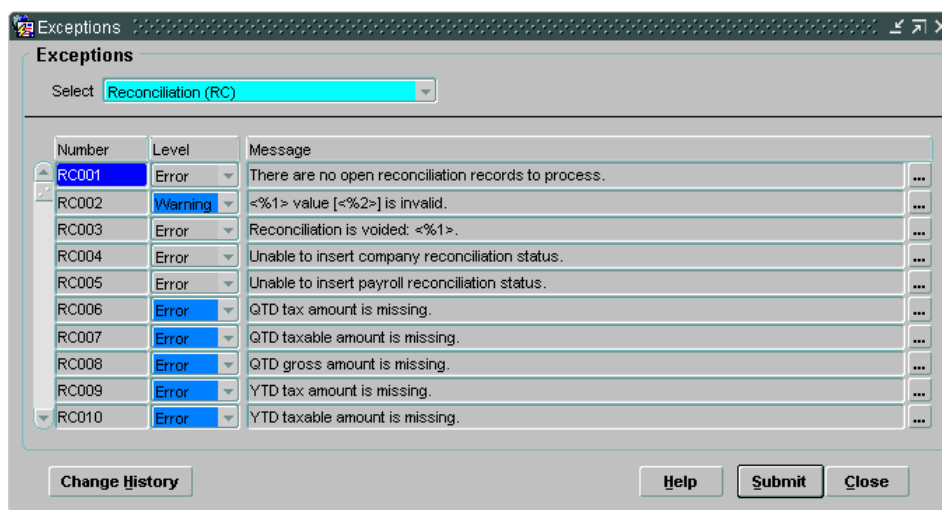 Exceptions
Exceptions
Select Reconciliation (RC)
Number Level Message
RC001 Error There are no open reconciliation records to process. ...
RC002 Warning <%1> value [<%2>] is invalid. ...
RC003 Error Reconciliation is voided: <%1>. ...
RC004 Error Unable to insert company reconciliation status. ...
RC005 Error Unable to insert payroll reconciliation status. ...
RC006 Error QTD tax amount is missing. ...
RC007 Error QTD taxable amount is missing. ...
RC008 Error QTD gross amount is missing. ...
RC009 Error YTD tax amount is missing. ...
RC010 Error YTD taxable amount is missing. ...
Change History Help Submit Close